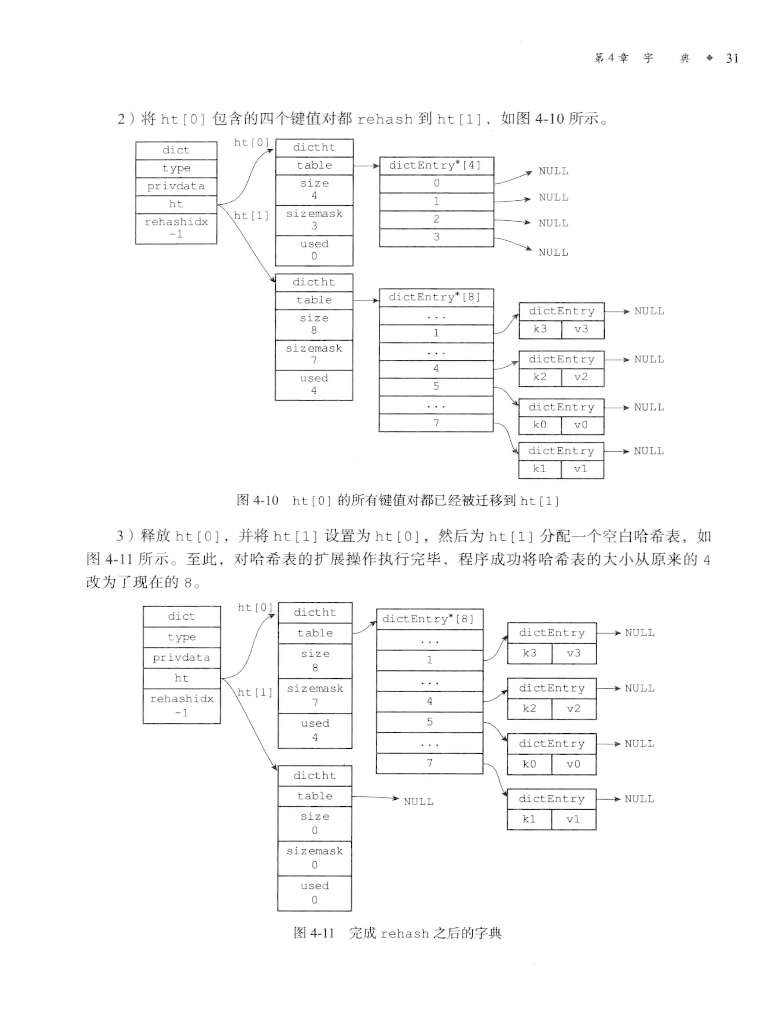 第4章 字 典 ◆ 31
2）将 ht[0] 包含的四个键值对都 rehash 到 ht[1]，如图 4-10 所示。
dict
type
privdata
ht
rehashidx
-1
ht[0]
ht[1]
dictht
table
size
4
sizemask
3
used
0
dictEntry*[4]
0
1
2
3
NULL
NULL
NULL
NULL
dictht
table
size
8
sizemask
7
used
4
dictEntry*[8]
...
1
...
4
5
...
7
dictEntry
k3 v3
NULL
dictEntry
k2 v2
NULL
dictEntry
k0 v0
NULL
dictEntry
k1 v1
NULL
图 4-10 ht[0] 的所有键值对都已经被迁移到 ht[1]
3）释放 ht[0]，并将 ht[1] 设置为 ht[0]，然后为 ht[1] 分配一个空白哈希表，如
图 4-11 所示。至此，对哈希表的扩展操作执行完毕，程序成功将哈希表的大小从原来的 4
改为了现在的 8。
dict
type
privdata
ht
rehashidx
-1
ht[0]
ht[1]
dictht
table
size
8
sizemask
7
used
4
dictEntry*[8]
...
1
...
4
5
...
7
dictEntry
k3 v3
NULL
dictEntry
k2 v2
NULL
dictEntry
k0 v0
NULL
dictEntry
k1 v1
NULL
dictht
table
NULL
size
0
sizemask
0
used
0
图 4-11 完成 rehash 之后的字典